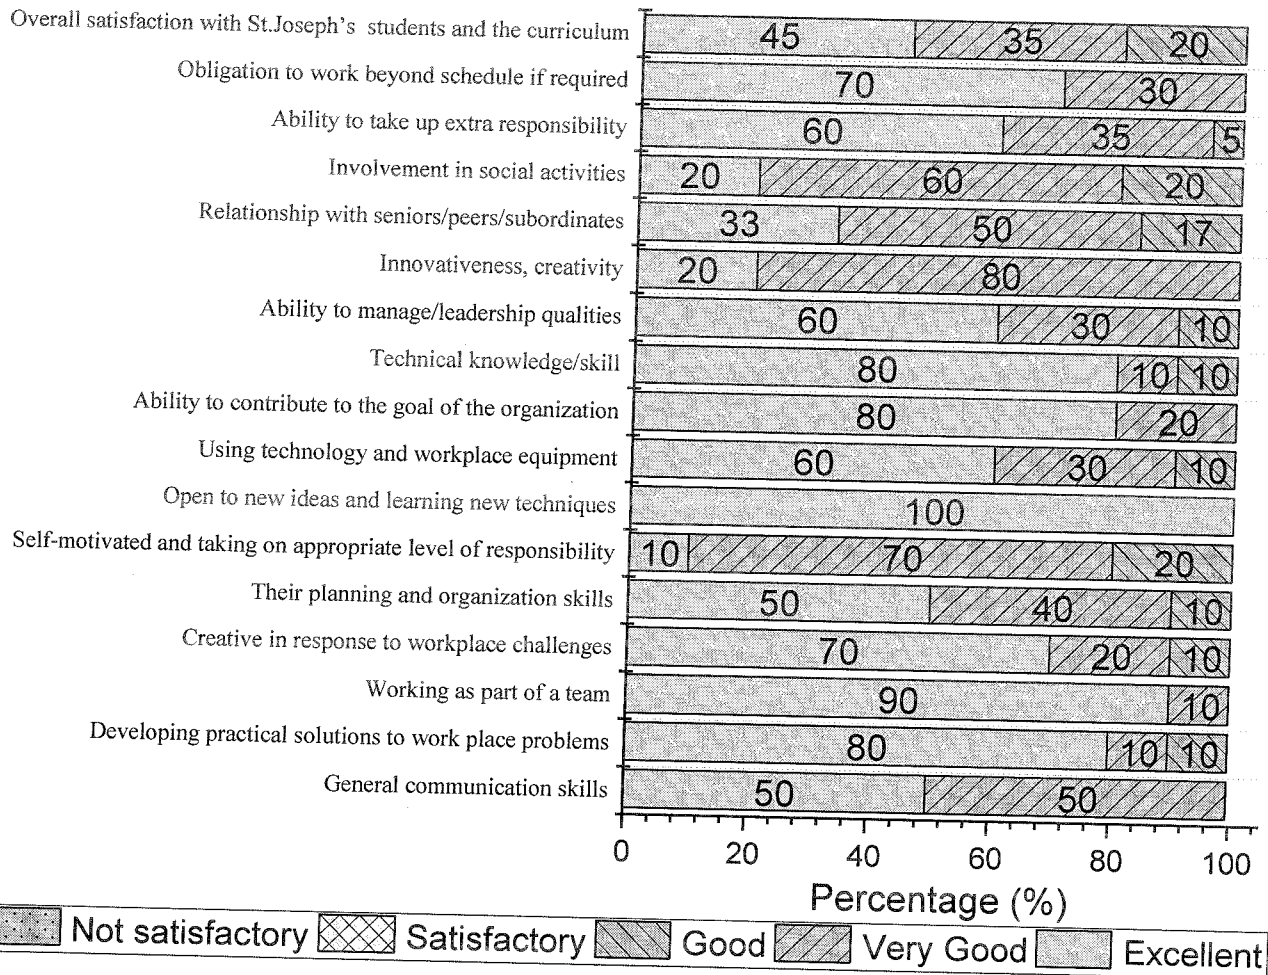 Overall satisfaction with St.Joseph's students and the curriculum 45 35 20
Obligation to work beyond schedule if required 70 30
Ability to take up extra responsibility 60 35 5
Involvement in social activities 20 60 20
Relationship with seniors/peers/subordinates 33 50 17
Innovativeness, creativity 20 80
Ability to manage/leadership qualities 60 30 10
Technical knowledge/skill 80 10 10
Ability to contribute to the goal of the organization 80 20
Using technology and workplace equipment 60 30 10
Open to new ideas and learning new techniques 100
Self-motivated and taking on appropriate level of responsibility 10 70 20
Their planning and organization skills 50 40 10
Creative in response to workplace challenges 70 20 10
Working as part of a team 90 10
Developing practical solutions to work place problems 80 10 10
General communication skills 50 50
0 20 40 60 80 100
Percentage (%)
Not satisfactory Satisfactory Good Very Good Excellent